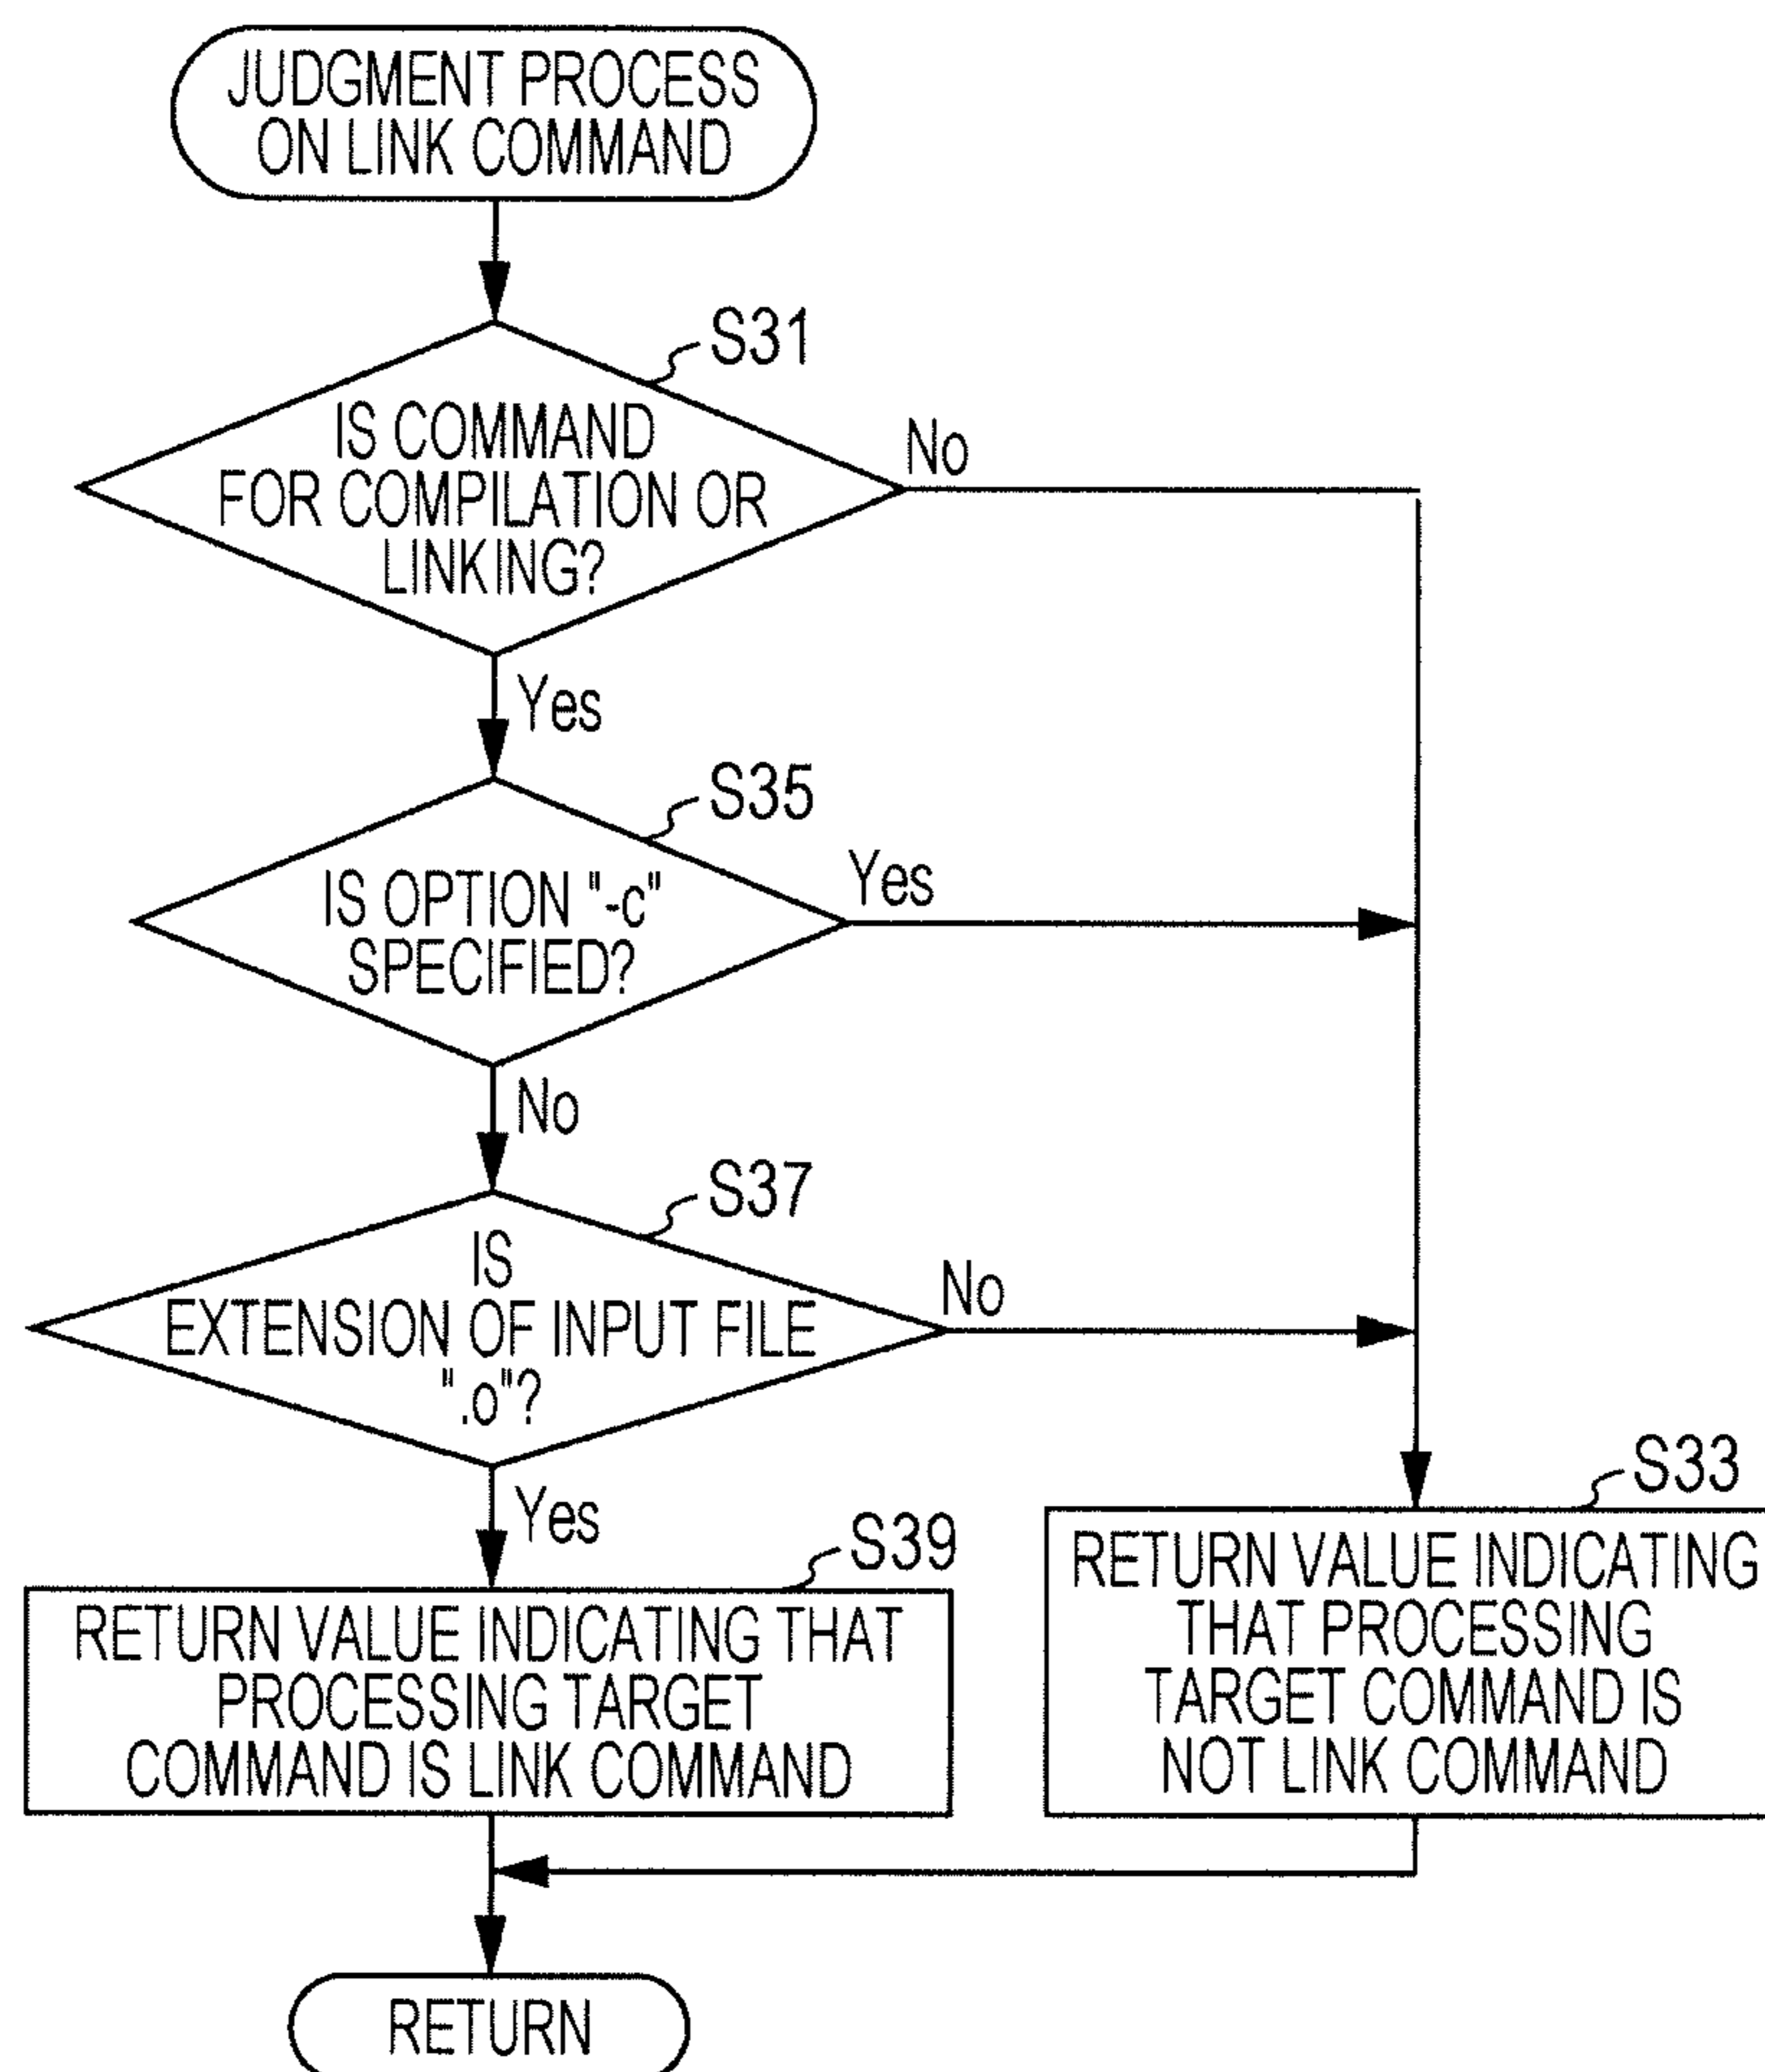 JUDGMENT PROCESS
ON LINK COMMAND
S31
IS COMMAND
FOR COMPILATION OR
LINKING?
No
Yes
S35
IS OPTION "-c"
SPECIFIED?
Yes
No
S37
IS
EXTENSION OF INPUT FILE
".o"?
No
Yes
S39
RETURN VALUE INDICATING THAT
PROCESSING TARGET
COMMAND IS LINK COMMAND
S33
RETURN VALUE INDICATING
THAT PROCESSING
TARGET COMMAND IS
NOT LINK COMMAND
RETURN